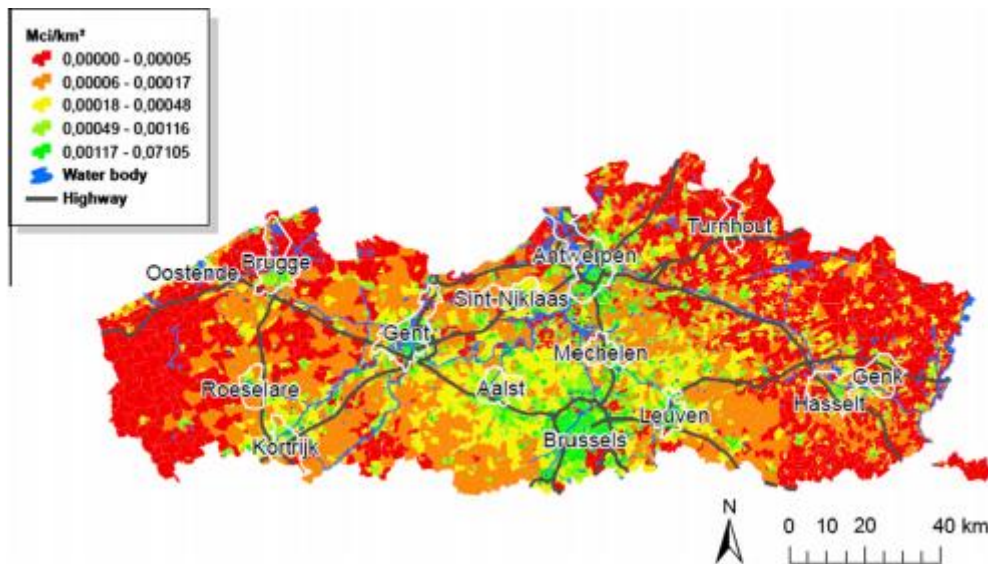 Mci/km²
0,00000 - 0,00005
0,00006 - 0,00017
0,00018 - 0,00048
0,00049 - 0,00116
0,00117 - 0,07105
Water body
Highway
Turnhout
Antwerpen
Brugge
Oostende
Sint-Niklaas
Gent
Mechelen
Genk
Roeselare
Aalst
Hasselt
Leuven
Kortrijk
Brussels
N
0 10 20 40 km